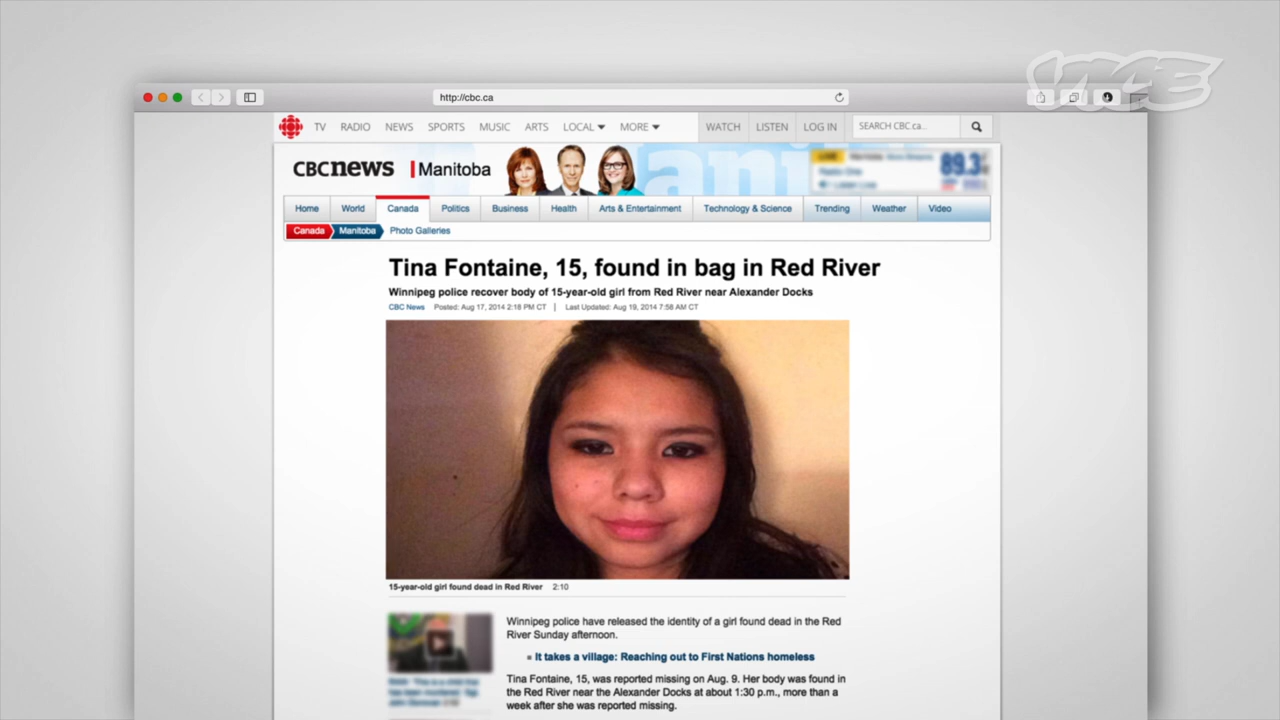 VICE
http://cbc.ca
TV RADIO NEWS SPORTS MUSIC ARTS LOCAL MORE WATCH LISTEN LOG IN SEARCH CBC.ca...
CBCnews Manitoba
89.3
Home World Canada Politics Business Health Arts & Entertainment Technology & Science Trending Weather Video
Canada Manitoba Photo Galleries
Tina Fontaine, 15, found in bag in Red River
Winnipeg police recover body of 15-year-old girl from Red River near Alexander Docks
CBC News Posted: Aug 17, 2014 2:18 PM CT | Last Updated: Aug 19, 2014 7:58 AM CT
15-year-old girl found dead in Red River 2:10
Winnipeg police have released the identity of a girl found dead in the Red
River Sunday afternoon.
It takes a village: Reaching out to First Nations homeless
Tina Fontaine, 15, was reported missing on Aug. 9. Her body was found in
the Red River near the Alexander Docks at about 1:30 p.m., more than a
week after she was reported missing.